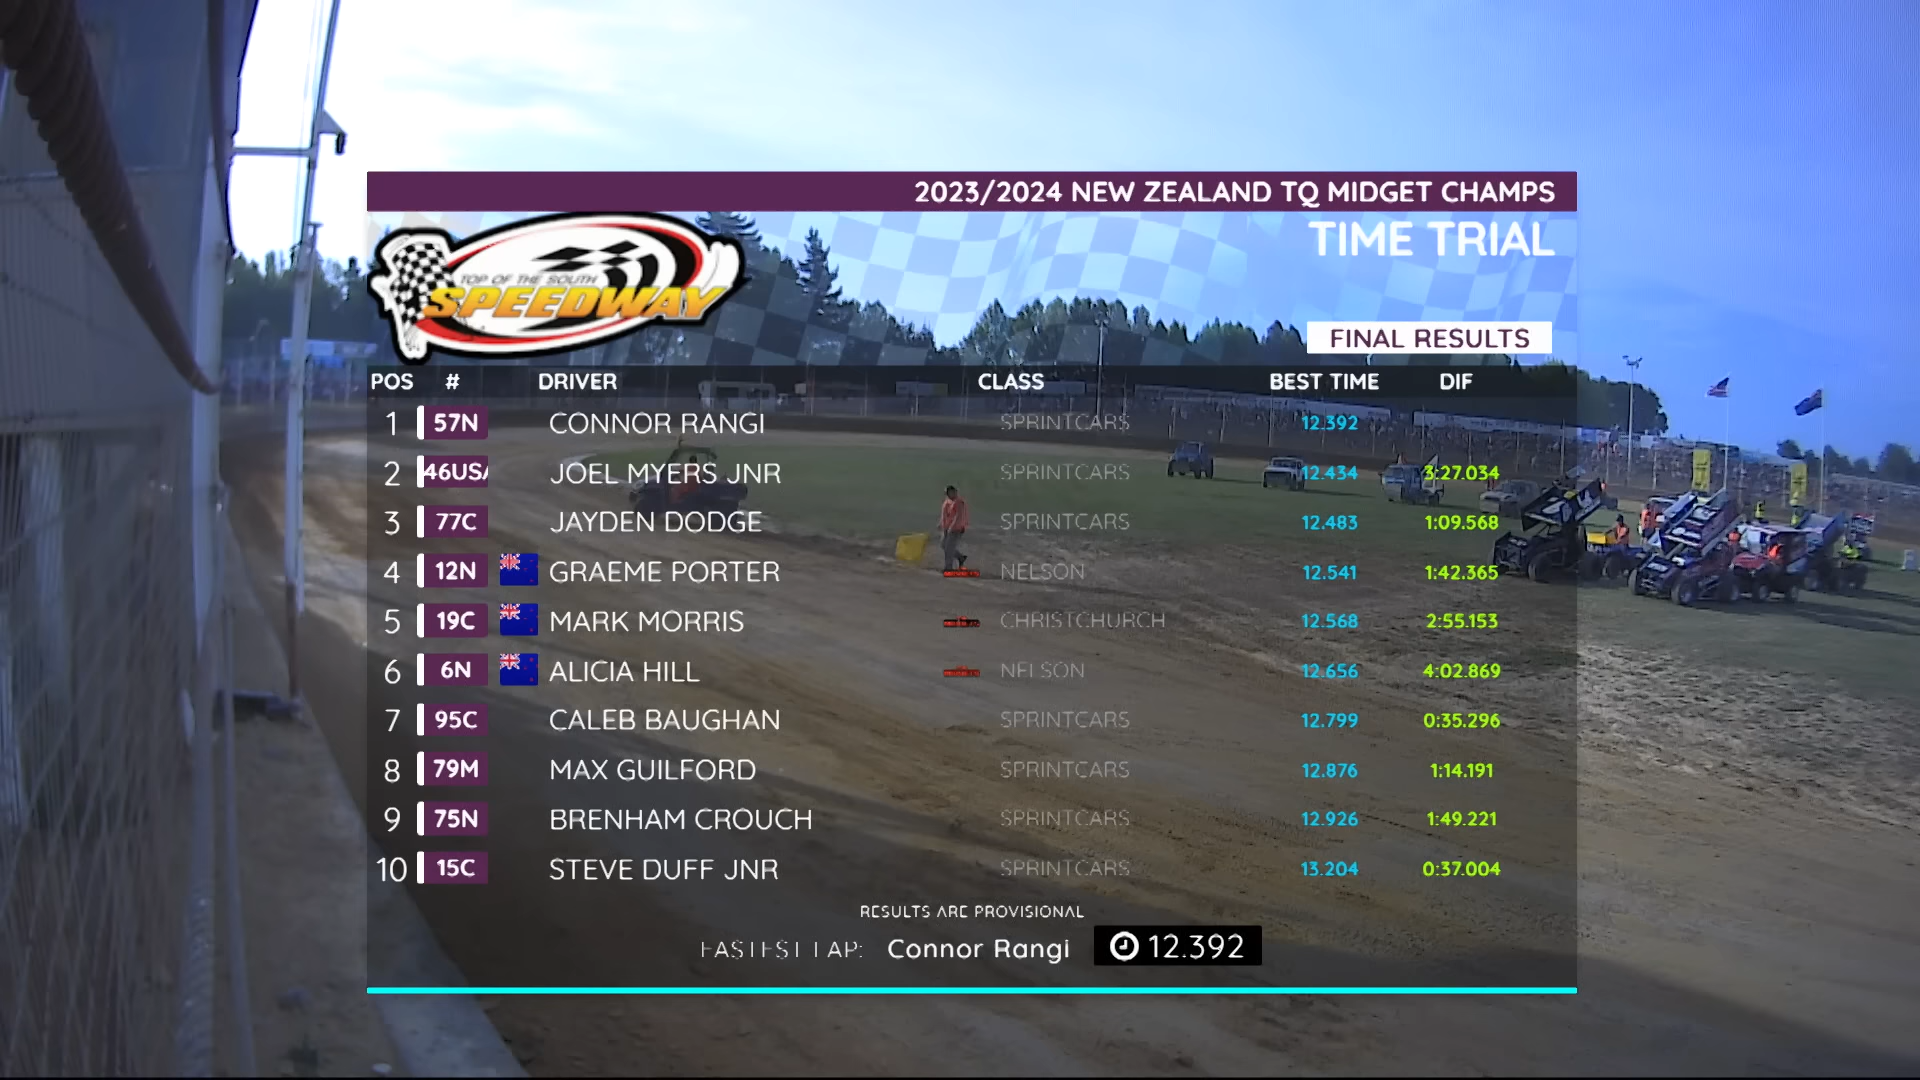 2023/2024 NEW ZEALAND TQ MIDGET CHAMPS
TIME TRIAL
TOP OF THE SOUTH
SPEEDWAY
FINAL RESULTS
POS # DRIVER CLASS BEST TIME DIF
1 57N CONNOR RANGI SPRINTCARS 12.392
2 46USA JOEL MYERS JNR SPRINTCARS 12.434 3:27.034
3 77C JAYDEN DODGE SPRINTCARS 12.483 1:09.568
4 12N GRAEME PORTER NELSON 12.541 1:42.365
5 19C MARK MORRIS CHRISTCHURCH 12.568 2:55.153
6 6N ALICIA HILL NELSON 12.656 4:02.869
7 95C CALEB BAUGHAN SPRINTCARS 12.799 0:35.296
8 79M MAX GUILFORD SPRINTCARS 12.876 1:14.191
9 75N BRENHAM CROUCH SPRINTCARS 12.926 1:49.221
10 15C STEVE DUFF JNR SPRINTCARS 13.204 0:37.004
RESULTS ARE PROVISIONAL
FASTEST LAP: Connor Rangi 12.392